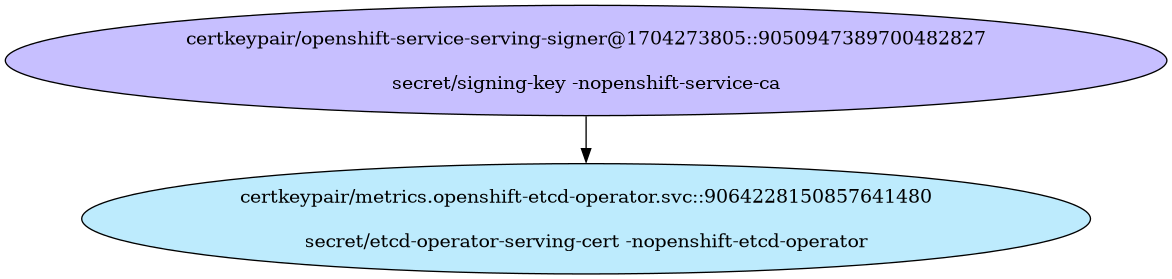 certkeypair/openshift-service-serving-signer@1704273805::9050947389700482827
secret/signing-key -nopenshift-service-ca
certkeypair/metrics.openshift-etcd-operator.svc::9064228150857641480
secret/etcd-operator-serving-cert -nopenshift-etcd-operator